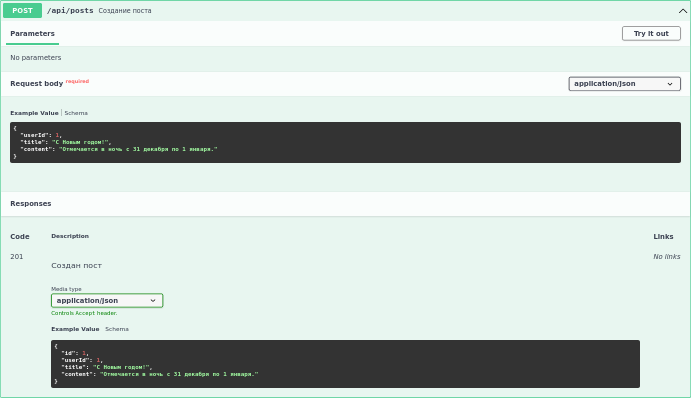 POST /api/posts Создание поста
Parameters Try it out
No parameters
Request body required application/json
Example Value Schema
{
"userId": 1,
"title": "С Новым годом!",
"content": "Отмечается в ночь с 31 декабря по 1 января."
}
Responses
Code Description Links
201 No links
Создан пост
Media type
application/json
Controls Accept header.
Example Value Schema
{
"id": 1,
"userId": 1,
"title": "С Новым годом!",
"content": "Отмечается в ночь с 31 декабря по 1 января."
}